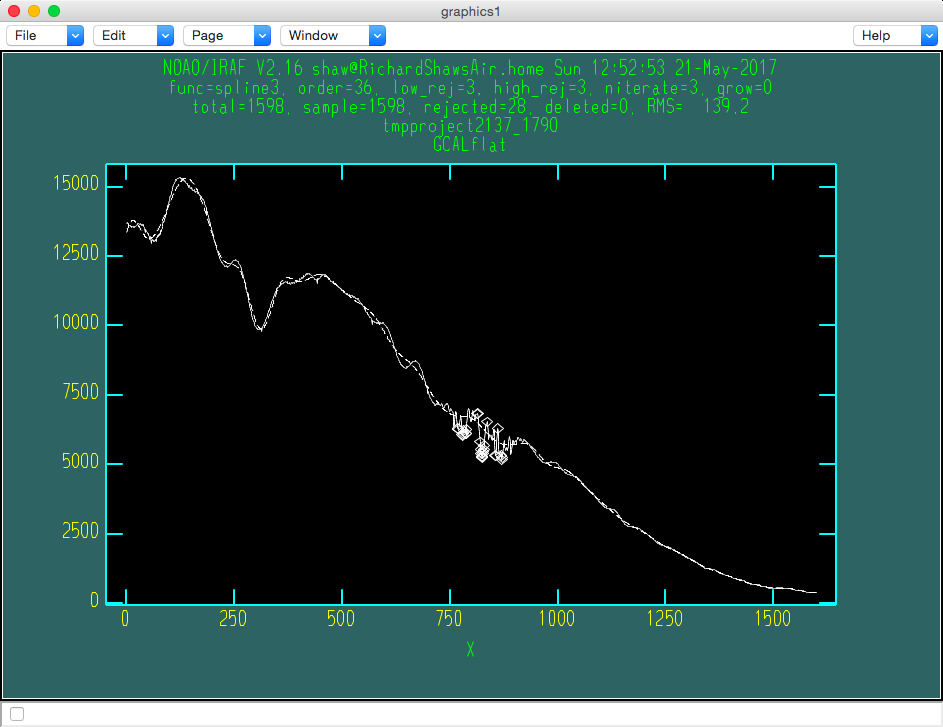 graphics1
File Edit Page Window Help
NOAO/IRAF V2.16 shaw@RichardShawsAir.home Sun 12:52:53 21-May-2017
func=spline3, order=36, low_rej=3, high_rej=3, niterate=3, grow=0
total=1598, sample=1598, rejected=28, deleted=0, RMS= 139.2
tmpproject2137_1790
GCALflat
15000
12500
10000
7500
5000
2500
0
0 250 500 750 1000 1250 1500
X